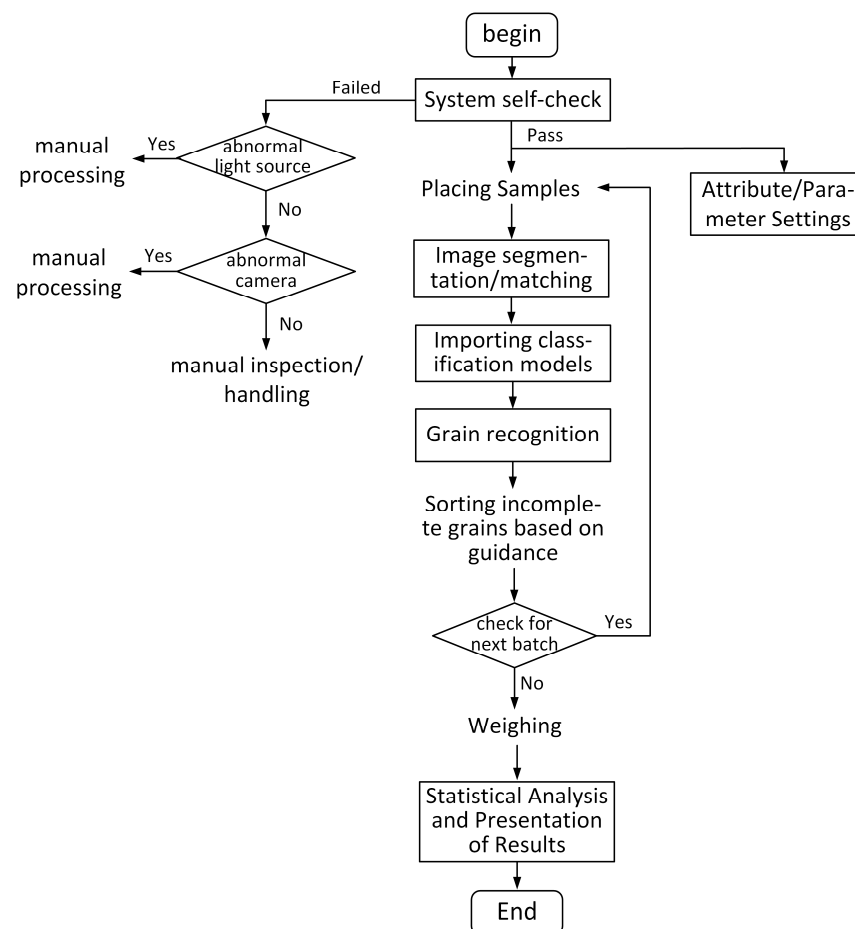 begin
Failed
System self-check
Pass
manual
processing
Yes
abnormal
light source
No
Placing Samples
Attribute/Para-
meter Settings
manual
processing
Yes
abnormal
camera
No
manual inspection/
handling
Image segmen-
tation/matching
Importing class-
ification models
Grain recognition
Sorting incomple-
te grains based on
guidance
check for
next batch
Yes
No
Weighing
Statistical Analysis
and Presentation
of Results
End